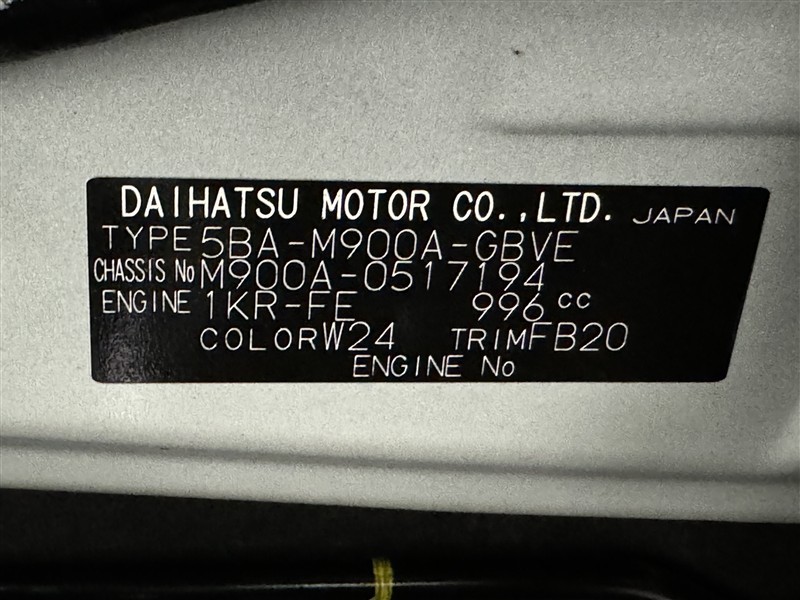 DAIHATSU MOTOR CO.,LTD. JAPAN
TYPE 5BA-M900A-GBVE
CHASSIS No M900A-0517194
ENGINE 1KR-FE 996 cc
COLOR W24 TRIM FB20
ENGINE No